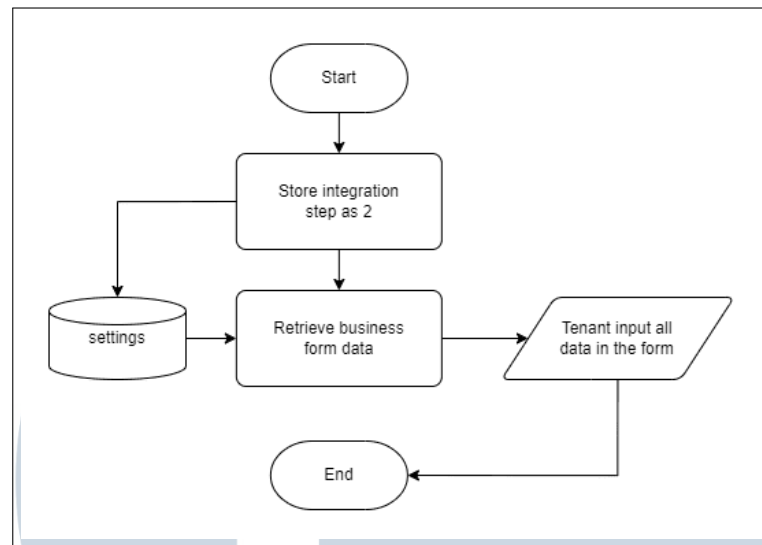 Start
Store integration
step as 2
settings
Retrieve business
form data
Tenant input all
data in the form
End